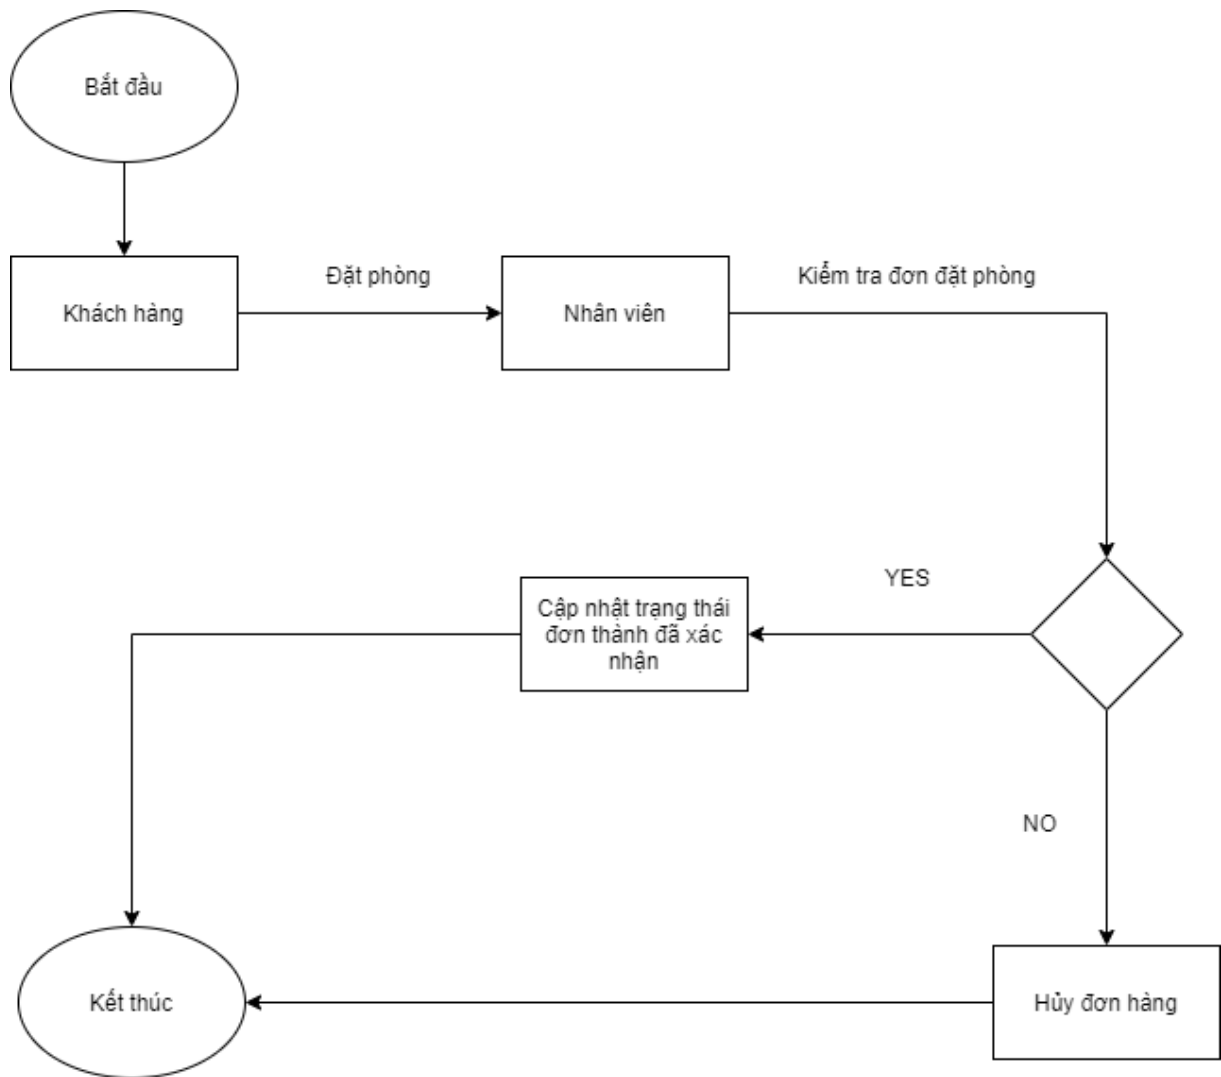 Bắt đầu
Đặt phòng
Kiểm tra đơn đặt phòng
Khách hàng
Nhân viên
YES
Cập nhật trạng thái
đơn thành đã xác
nhận
NO
Kết thúc
Hủy đơn hàng